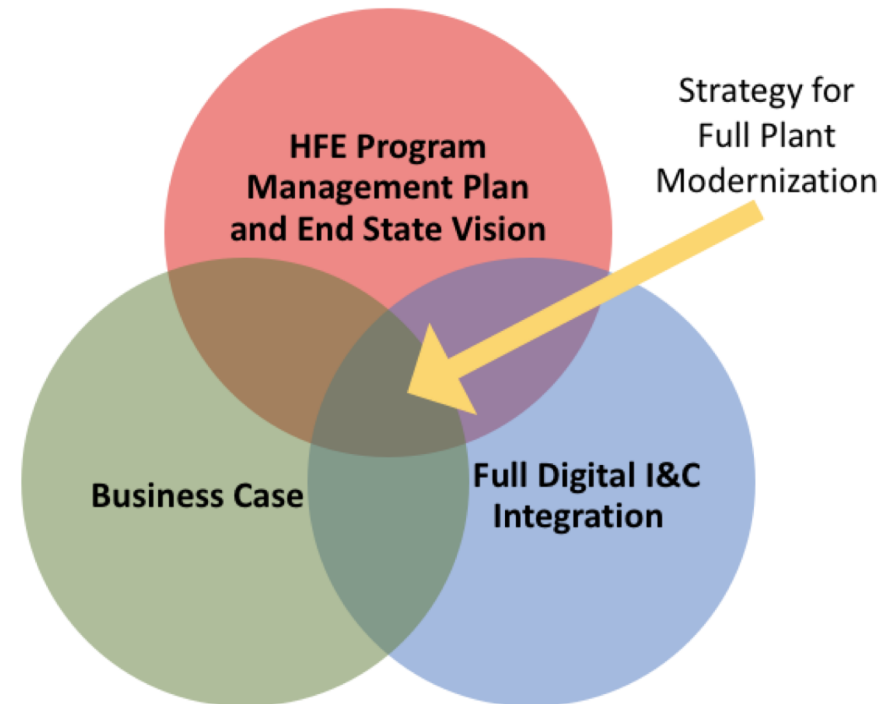 Strategy for
Full Plant
Modernization
HFE Program
Management Plan
and End State Vision
Business Case
Full Digital I&C
Integration